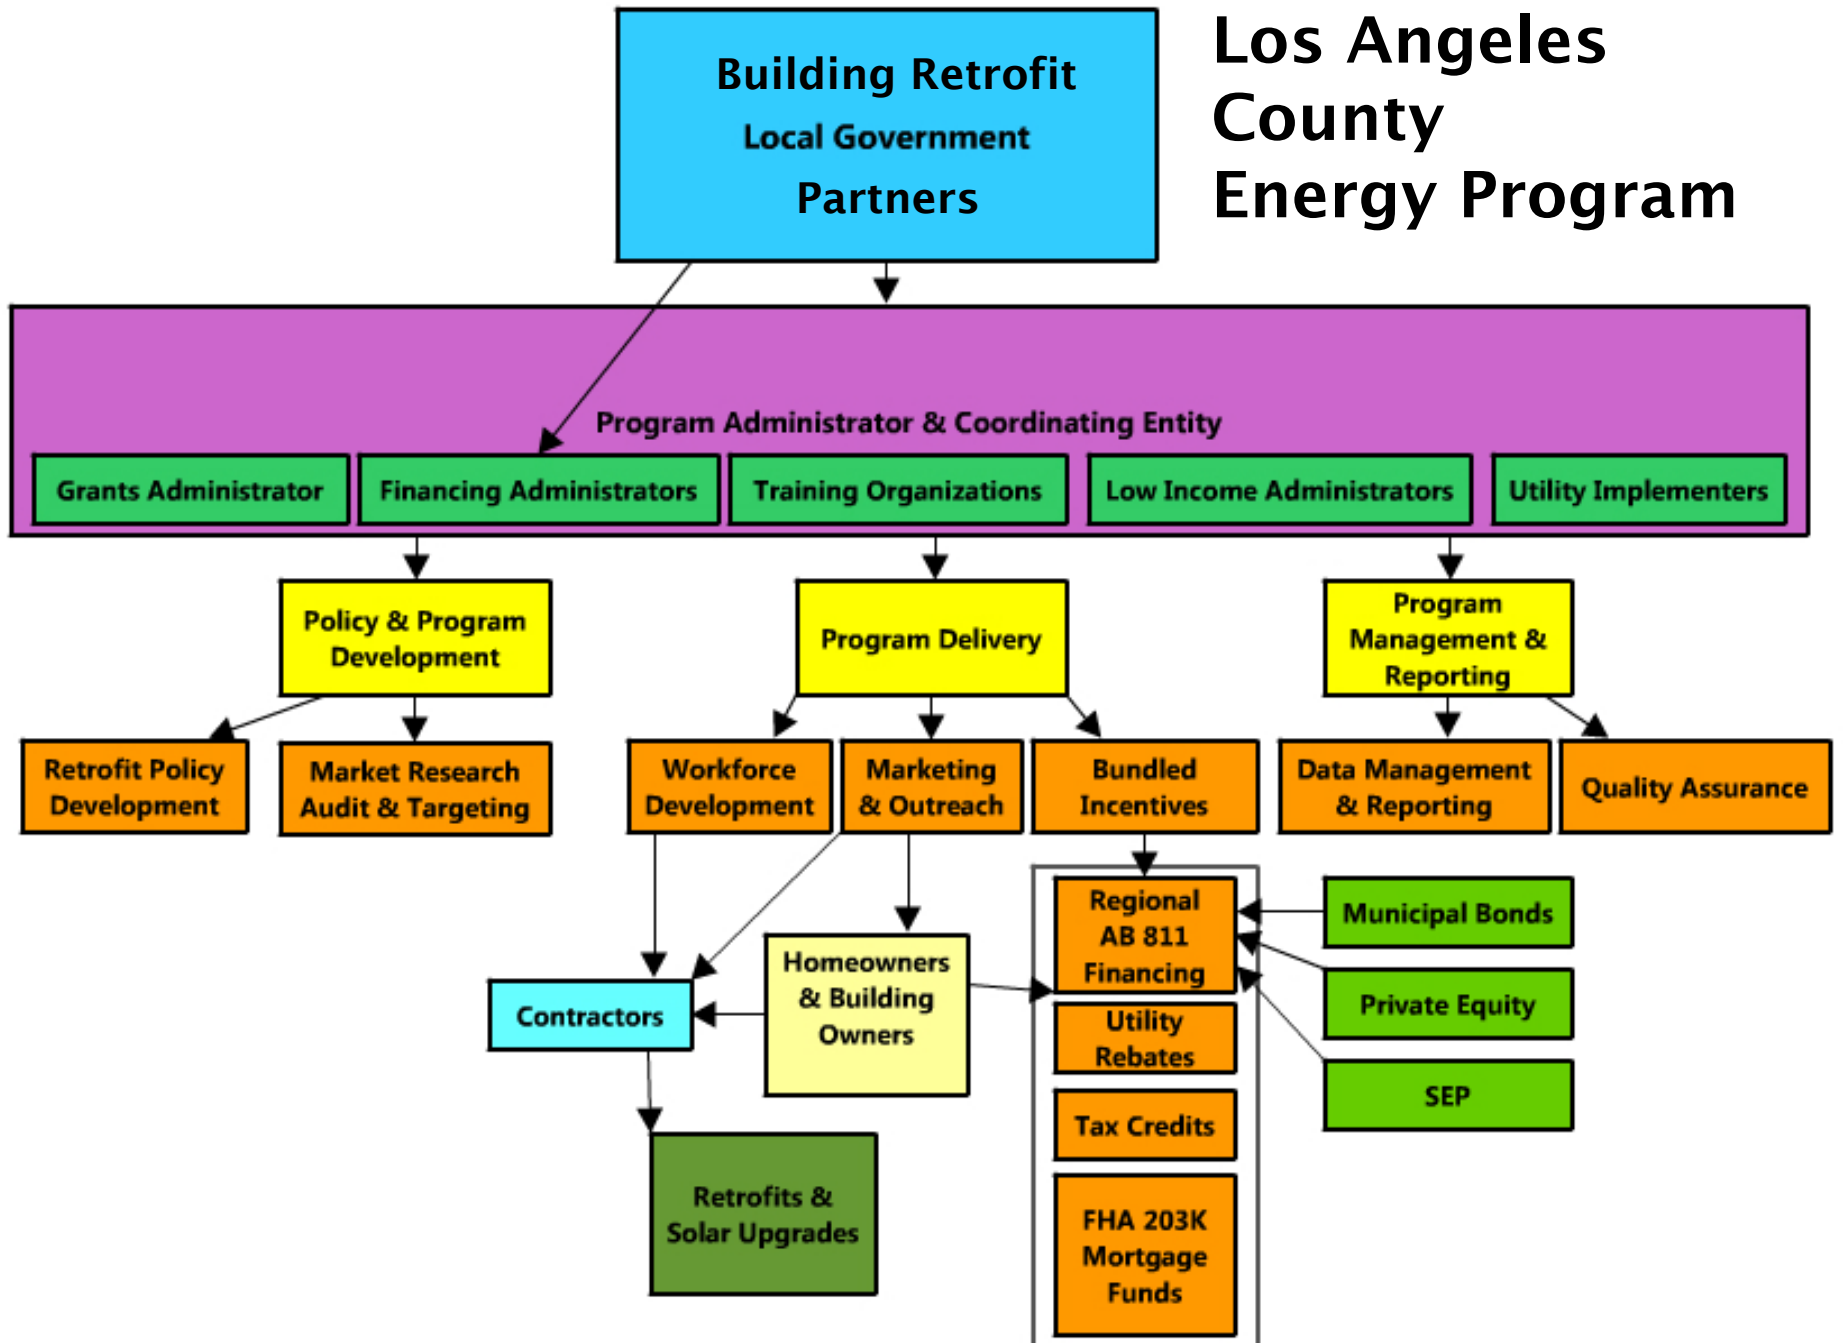 Los Angeles
County
Energy Program
Building Retrofit
Local Government
Partners
Program Administrator & Coordinating Entity
Grants Administrator
Financing Administrators
Training Organizations
Low Income Administrators
Utility Implementers
Policy & Program
Development
Program Delivery
Program
Management &
Reporting
Retrofit Policy
Development
Market Research
Audit & Targeting
Workforce
Development
Marketing
& Outreach
Bundled
Incentives
Data Management
& Reporting
Quality Assurance
Contractors
Homeowners
& Building
Owners
Regional
AB 811
Financing
Utility
Rebates
Tax Credits
FHA 203K
Mortgage
Funds
Municipal Bonds
Private Equity
SEP
Retrofits &
Solar Upgrades